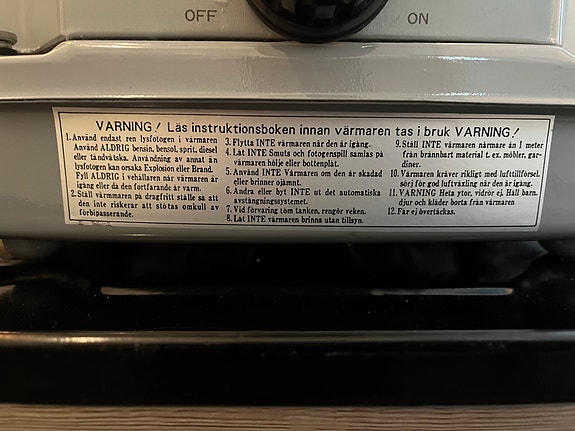 OFF
ON
VARNING! Läs instruktionsboken innan värmaren tas i bruk VARNING!
1. Använd endast ren lysfotogen i värmaren
Använd ALDRIG bensin, bensol, sprit, diesel
eller tändvätska. Användning av annat än
lysfotogen kan orsaka Explosion eller Brand.
Fyll ALDRIG i vehållaren när värmaren är
igång eller då den fortfarande är varm.
2. Ställ värmmaren på dragfritt ställe så att
den inte riskerar att stötas omkull av
förbipasserande.
3. Flytta INTE värmaren när den är igång.
4. Låt INTE Smuts och fotogenspill samlas på
värmaren hölje eller bottenplåt.
5. Använd INTE Värmaren om den är skadad
eller brinner ojämnt.
6. Ändra eller byt INTE ut det automatiska
avstängningssystemet.
7. Vid förvaring töm tanken, rengör veken.
8. Låt INTE värmaren brinna utan tillsyn.
9. Ställ INTE värmaren närmare än 1 meter
från brännbart material t. ex. möbler, gar-
diner.
10. Värmaren kräver rikligt med lufttillförsel.
sörj för god luftväxling när den är igång.
11. VARNING Heta ytor, vidrör ej. Håll barn.
djur och kläder borta från värmaren
12. Får ej övertäckas.